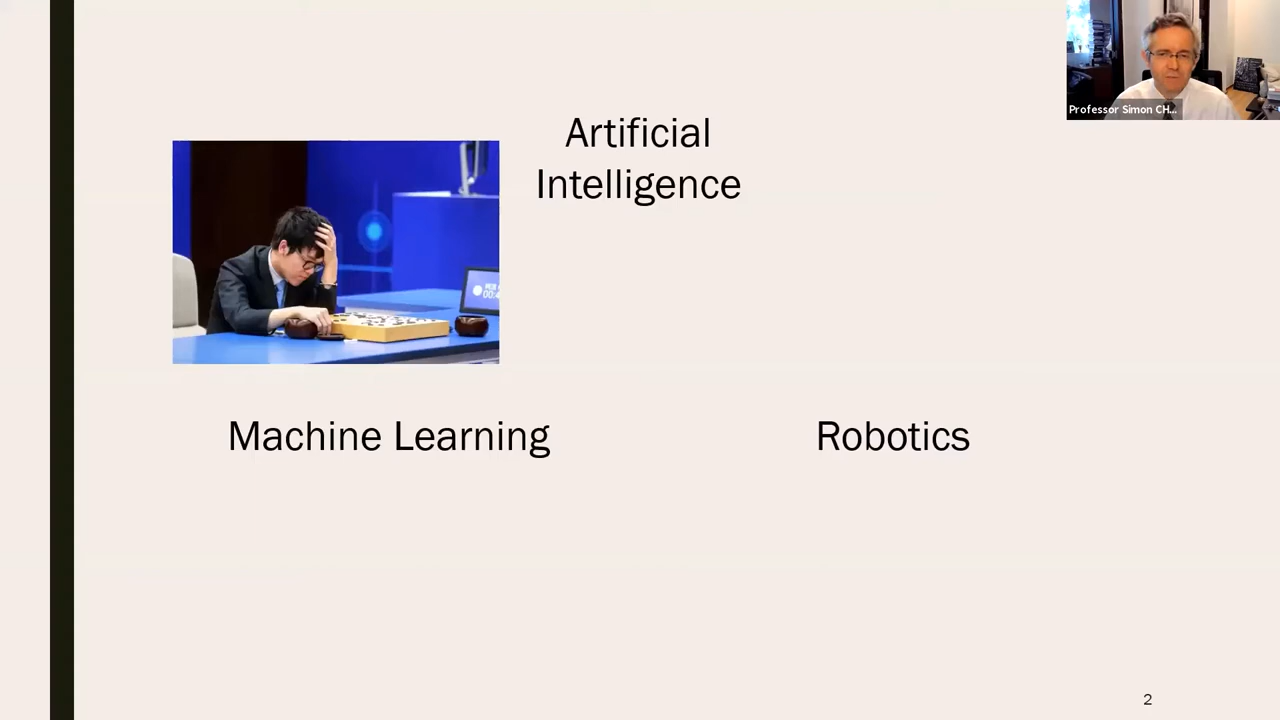 Professor Simon CH...
Artificial
Intelligence
Machine Learning
Robotics
2